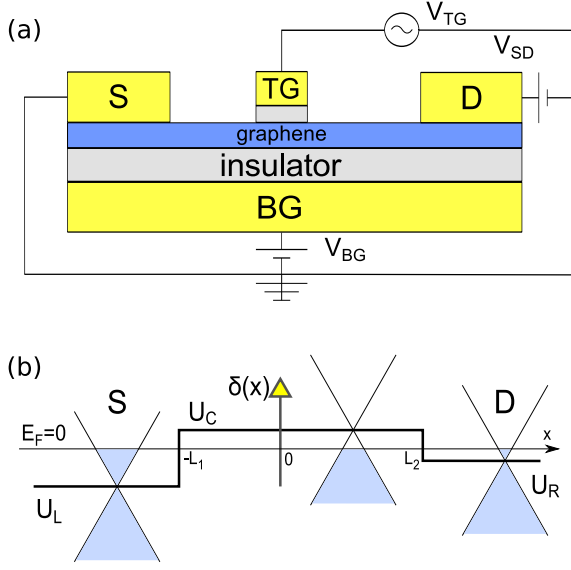 (a)
V_TG
V_SD
S
TG
D
graphene
insulator
BG
V_BG
(b)
S
δ(x)
D
E_F=0
U_C
x
-L_1
0
L_2
U_L
U_R